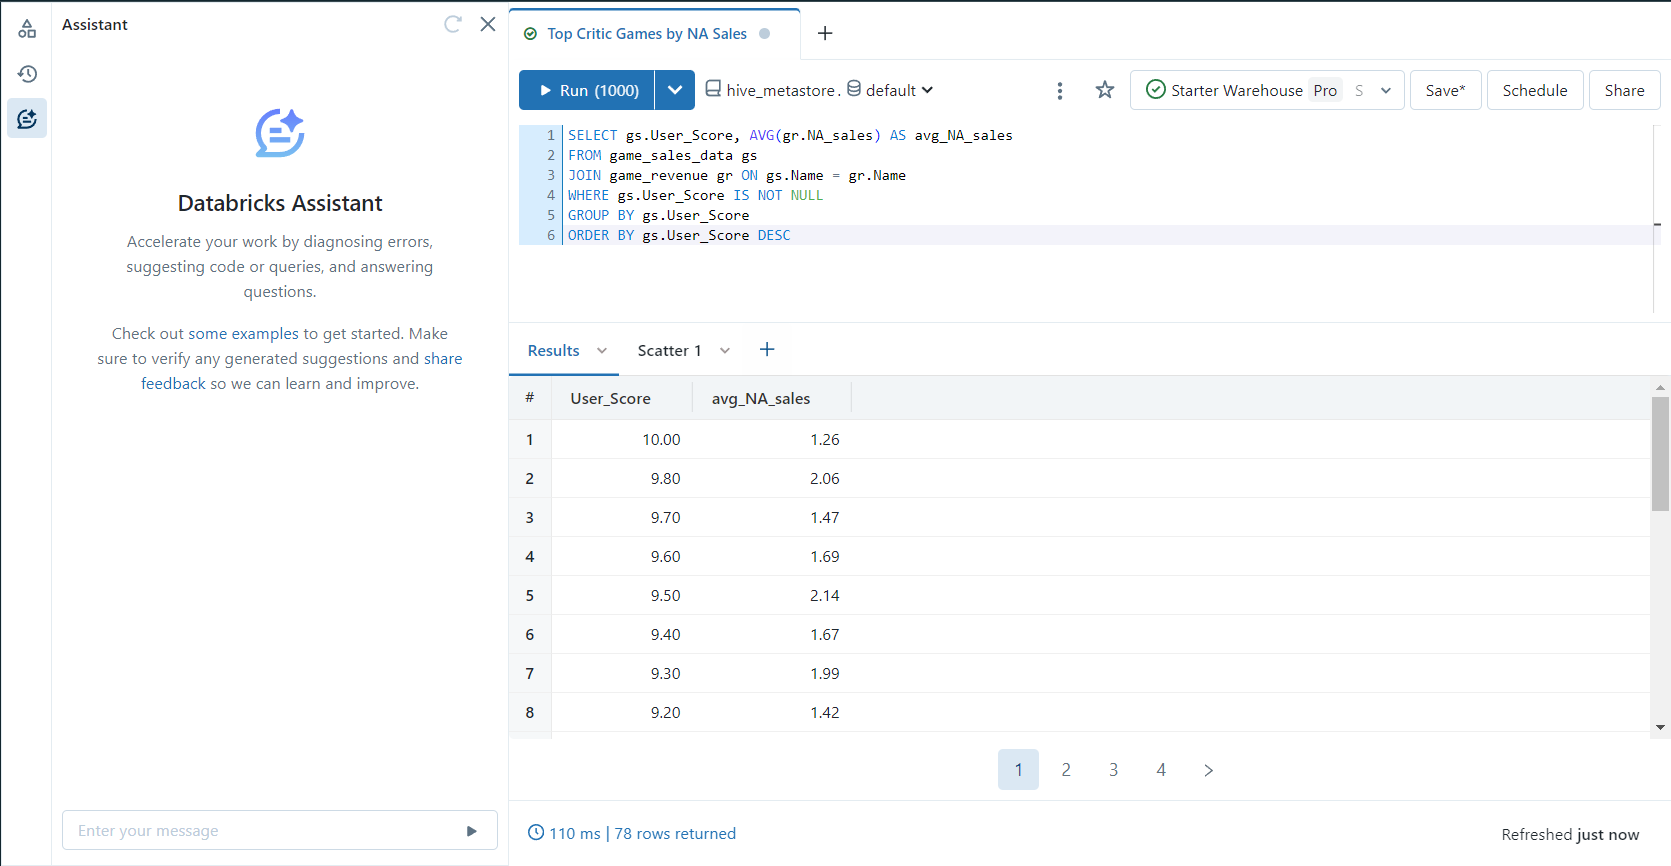 Assistant
Databricks Assistant
Accelerate your work by diagnosing errors,
suggesting code or queries, and answering
questions.
Check out some examples to get started. Make
sure to verify any generated suggestions and share
feedback so we can learn and improve.
Enter your message
Top Critic Games by NA Sales
Run (1000)
hive_metastore. default
Starter Warehouse Pro S
Save*
Schedule
Share
1 SELECT gs.User_Score, AVG(gr.NA_sales) AS avg_NA_sales
2 FROM game_sales_data gs
3 JOIN game_revenue gr ON gs.Name = gr.Name
4 WHERE gs.User_Score IS NOT NULL
5 GROUP BY gs.User_Score
6 ORDER BY gs.User_Score DESC
Results Scatter 1 +
# User_Score avg_NA_sales
1 10.00 1.26
2 9.80 2.06
3 9.70 1.47
4 9.60 1.69
5 9.50 2.14
6 9.40 1.67
7 9.30 1.99
8 9.20 1.42
1 2 3 4 >
110 ms | 78 rows returned
Refreshed just now